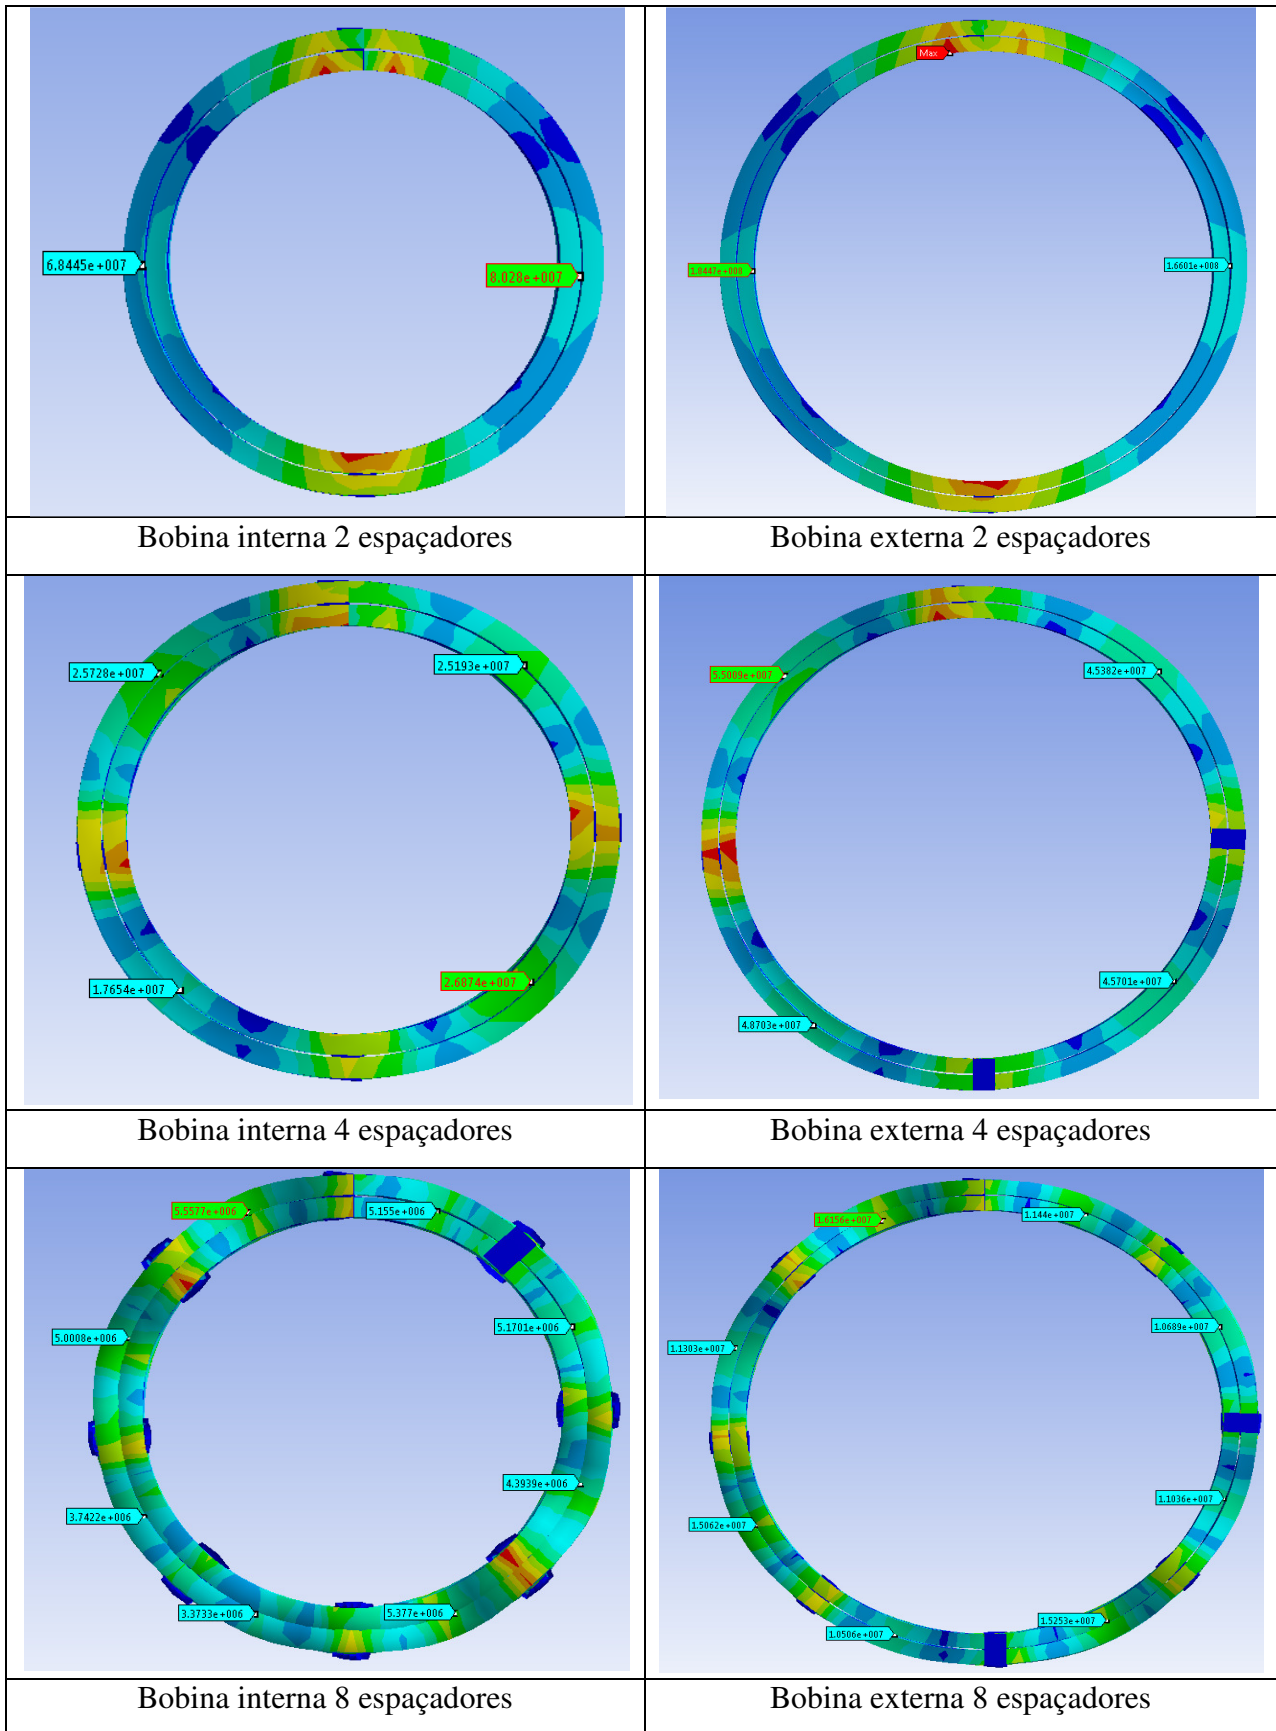 Max
6.8445e+007
8.028e+007
1.8447e+008
1.6601e+008
Bobina interna 2 espaçadores
Bobina externa 2 espaçadores
2.5728e+007
2.5193e+007
1.7654e+007
2.6874e+007
5.5009e+007
4.5382e+007
4.5701e+007
4.8703e+007
Bobina interna 4 espaçadores
Bobina externa 4 espaçadores
5.5577e+006
5.155e+006
5.1701e+006
5.0008e+006
4.3939e+006
3.7422e+006
3.3733e+006
5.377e+006
1.6156e+007
1.144e+007
1.0689e+007
1.1303e+007
1.1036e+007
1.5062e+007
1.5253e+007
1.0506e+007
Bobina interna 8 espaçadores
Bobina externa 8 espaçadores